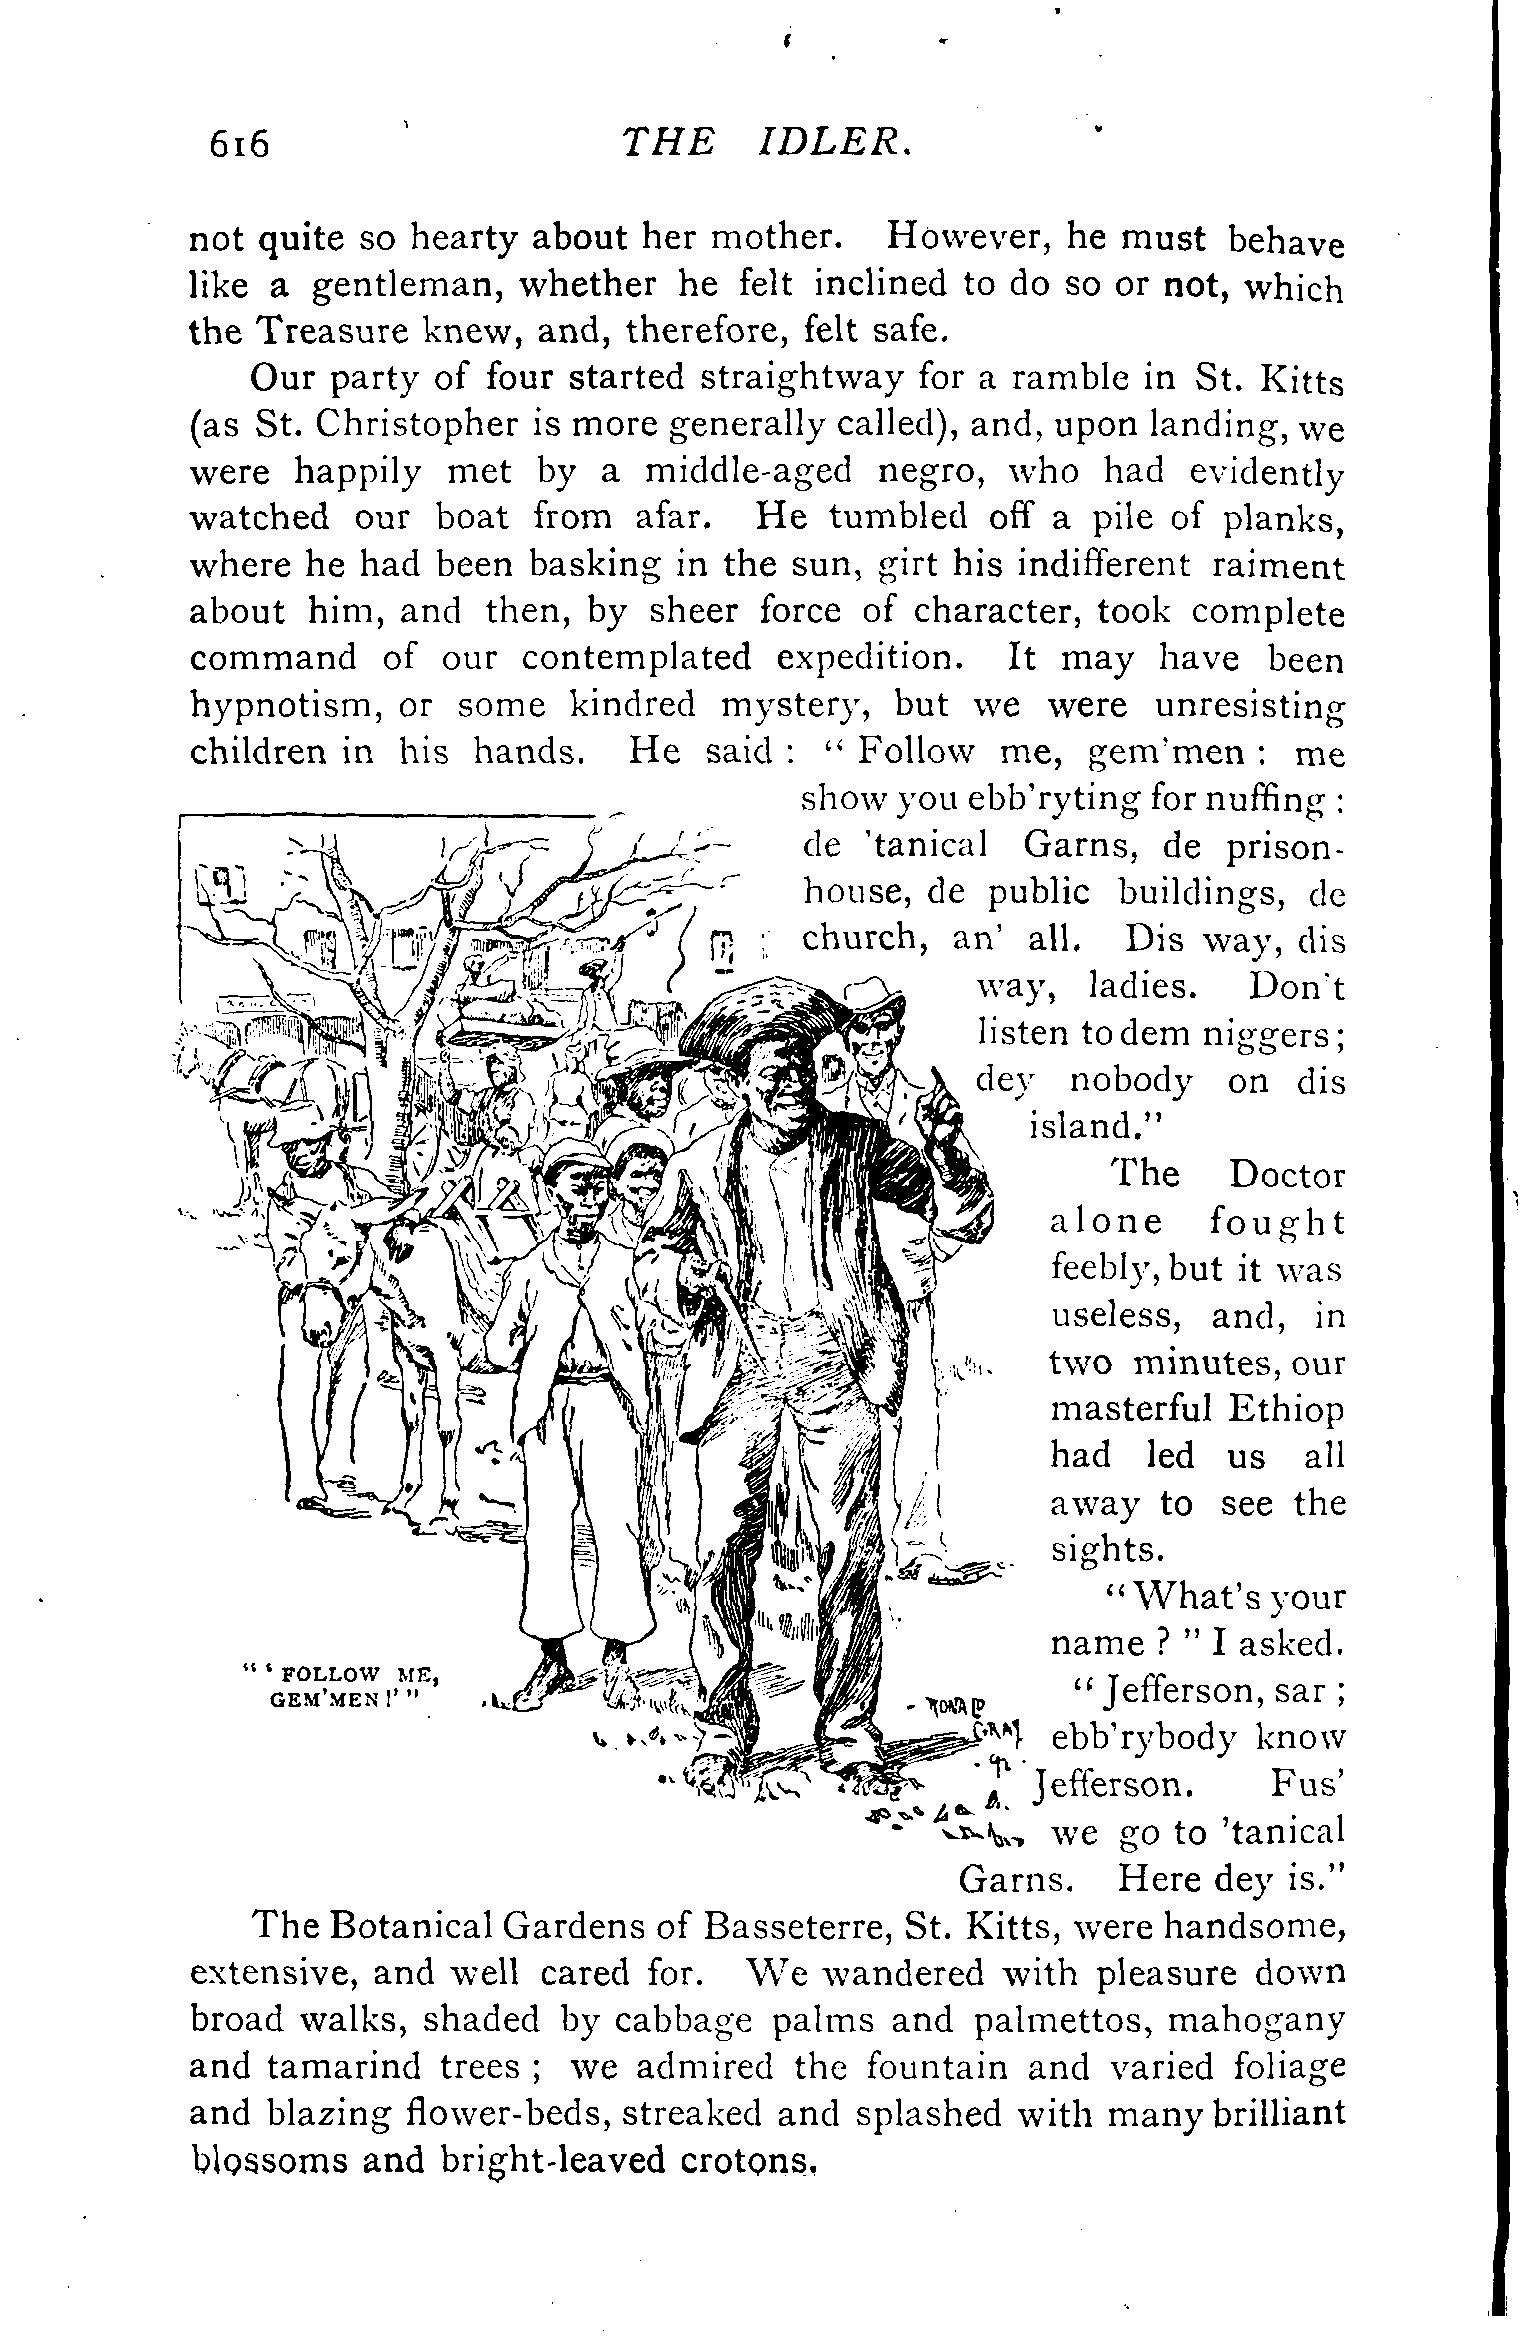 616
THE IDLER.
not quite so hearty about her mother. However, he must behave
like a gentleman, whether he felt inclined to do so or not, which
the Treasure knew, and, therefore, felt safe.
Our party of four started straightway for a ramble in St. Kitts
(as St. Christopher is more generally called), and, upon landing, we
were happily met by a middle-aged negro, who had evidently
watched our boat from afar. He tumbled off a pile of planks,
where he had been basking in the sun, girt his indifferent raiment
about him, and then, by sheer force of character, took complete
command of our contemplated expedition. It may have been
hypnotism, or some kindred mystery, but we were unresisting
children in his hands. He said : “ Follow me, gem’men : me
show you ebb’ryting for nuffing :
de ’tanical Garns, de prison-
house, de public buildings, de
church, an’ all. Dis way, dis
way, ladies. Don’t
listen to dem niggers ;
dey nobody on dis
island.”
The Doctor
alone fought
feebly, but it was
useless, and, in
two minutes, our
masterful Ethiop
had led us all
away to see the
sights.
“ What’s your
name ? ” I asked.
“ Jefferson, sar ;
ebb’rybody know
Jefferson. Fus’
we go to ’tanical
Garns. Here dey is.”
“ ‘ FOLLOW ME,
GEM’MEN !’ ”
RONALD
GRAY
The Botanical Gardens of Basseterre, St. Kitts, were handsome,
extensive, and well cared for. We wandered with pleasure down
broad walks, shaded by cabbage palms and palmettos, mahogany
and tamarind trees ; we admired the fountain and varied foliage
and blazing flower-beds, streaked and splashed with many brilliant
blossoms and bright-leaved crotons.